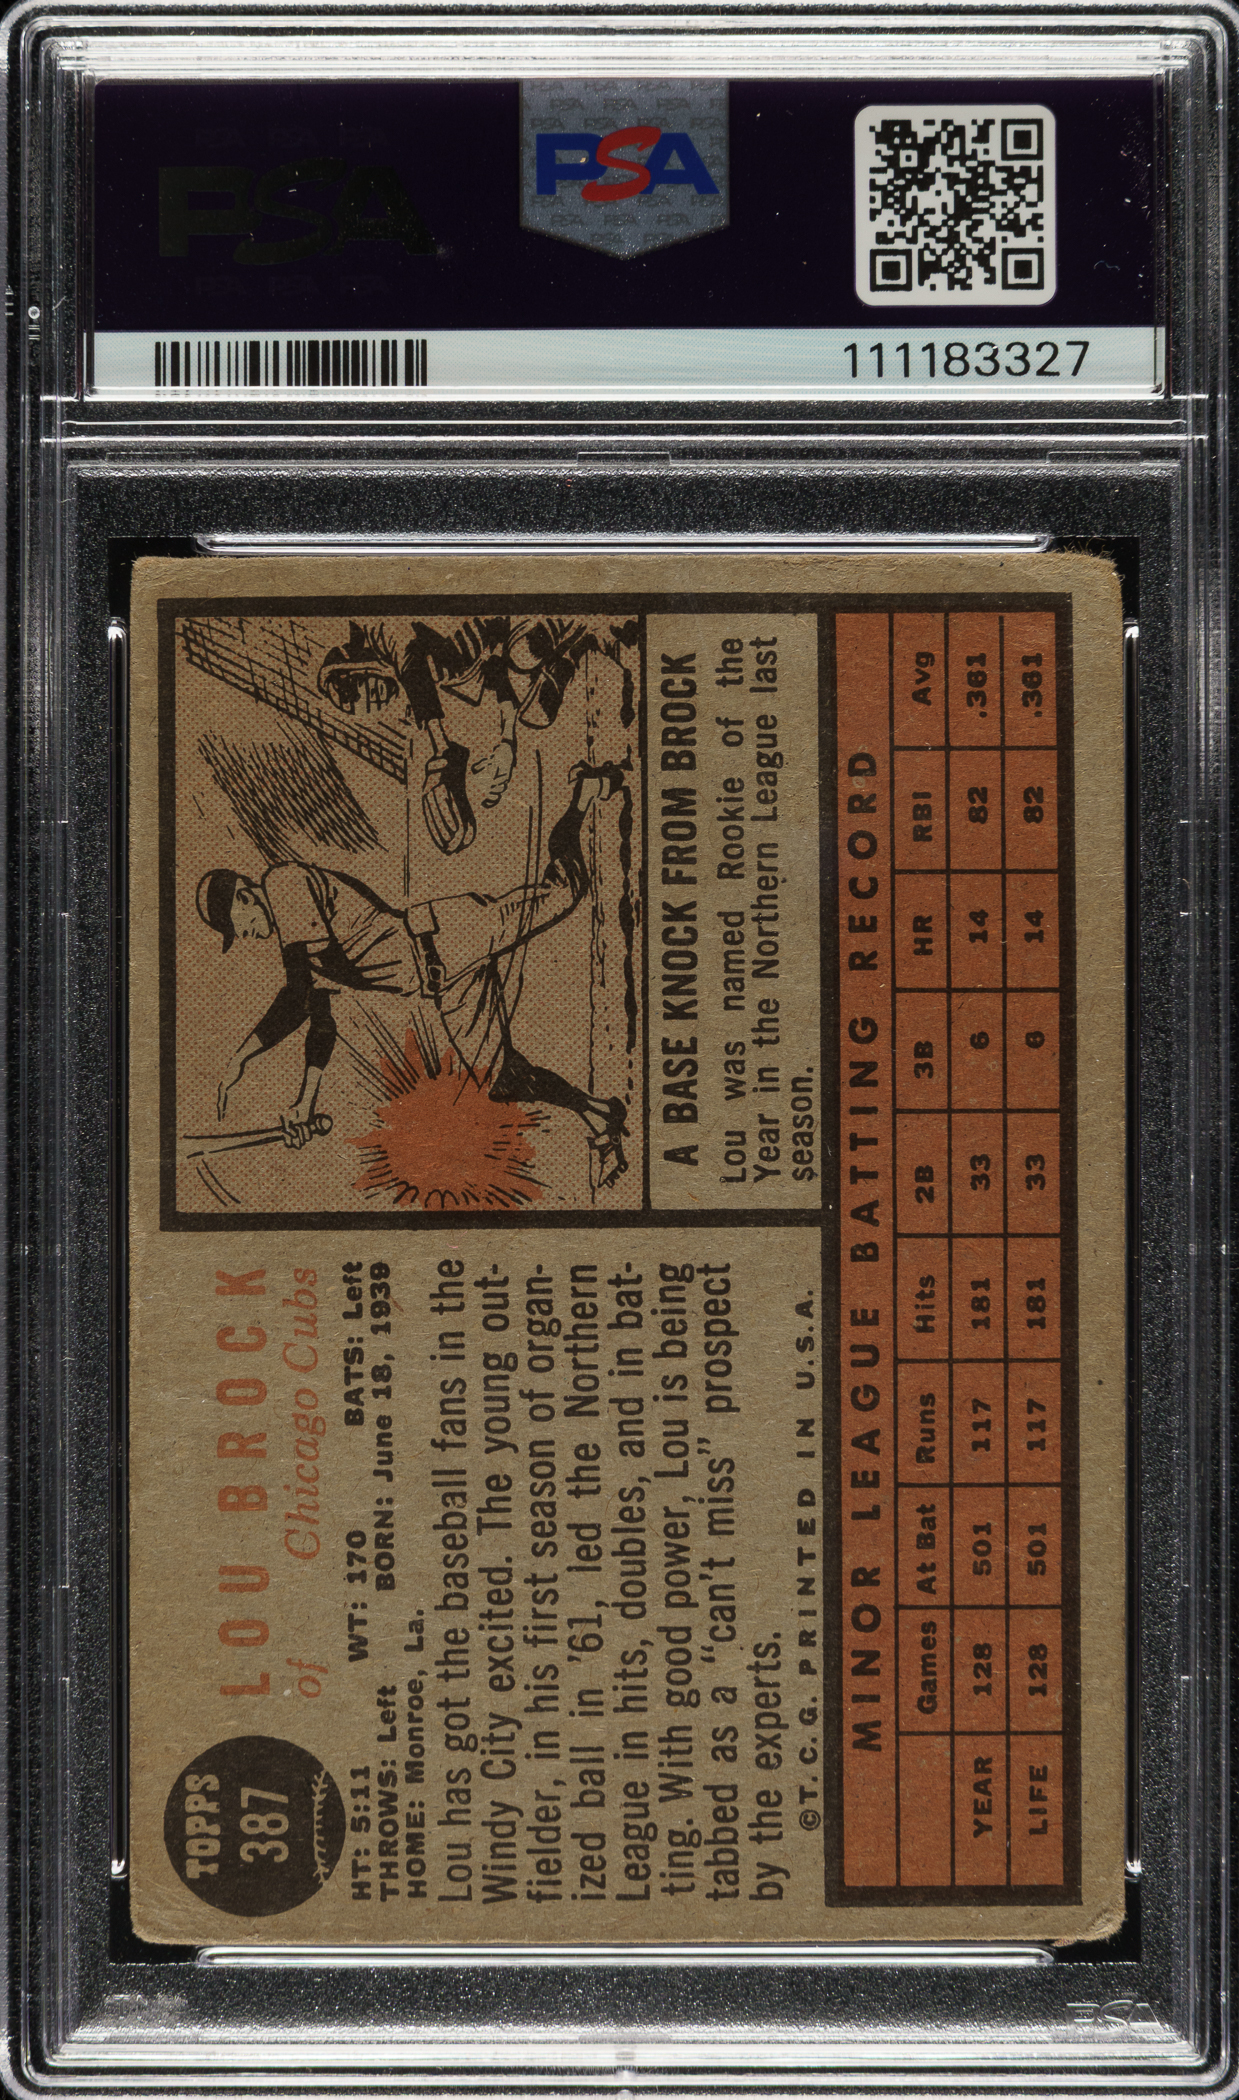 PSA
PSA
111183327
TOPPS
387
LOU BROCK
of Chicago Cubs
HT: 5:11 WT: 170 BATS: Left
THROWS: Left BORN: June 18, 1939
HOME: Monroe, La.
Lou has got the baseball fans in the
Windy City excited. The young out-
fielder, in his first season of organ-
ized ball in '61, led the Northern
League in hits, doubles, and in bat-
ting. With good power, Lou is being
tabbed as a "can't miss" prospect
by the experts.
©T.C.G. PRINTED IN U.S.A.
A BASE KNOCK FROM BROCK
Lou was named Rookie of the
Year in the Northern League last
season.
MINOR LEAGUE BATTING RECORD
Games At Bat Runs Hits 2B 3B HR RBI Avg
YEAR 128 501 117 181 33 6 14 82 .361
LIFE 128 501 117 181 33 6 14 82 .361
PSA